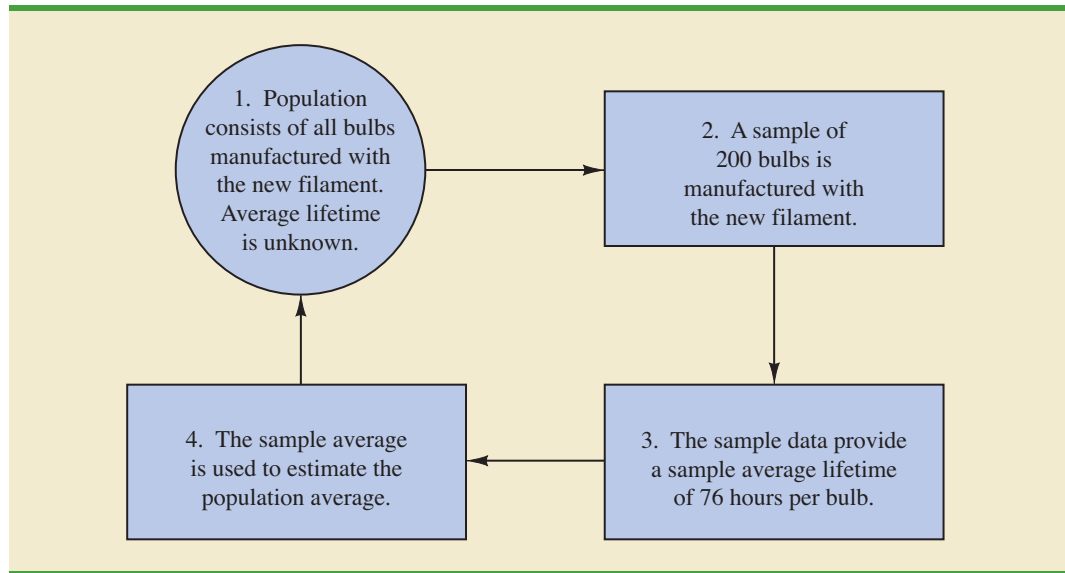 1. Population
consists of all bulbs
manufactured with
the new filament.
Average lifetime
is unknown.
2. A sample of
200 bulbs is
manufactured with
the new filament.
3. The sample data provide
a sample average lifetime
of 76 hours per bulb.
4. The sample average
is used to estimate the
population average.